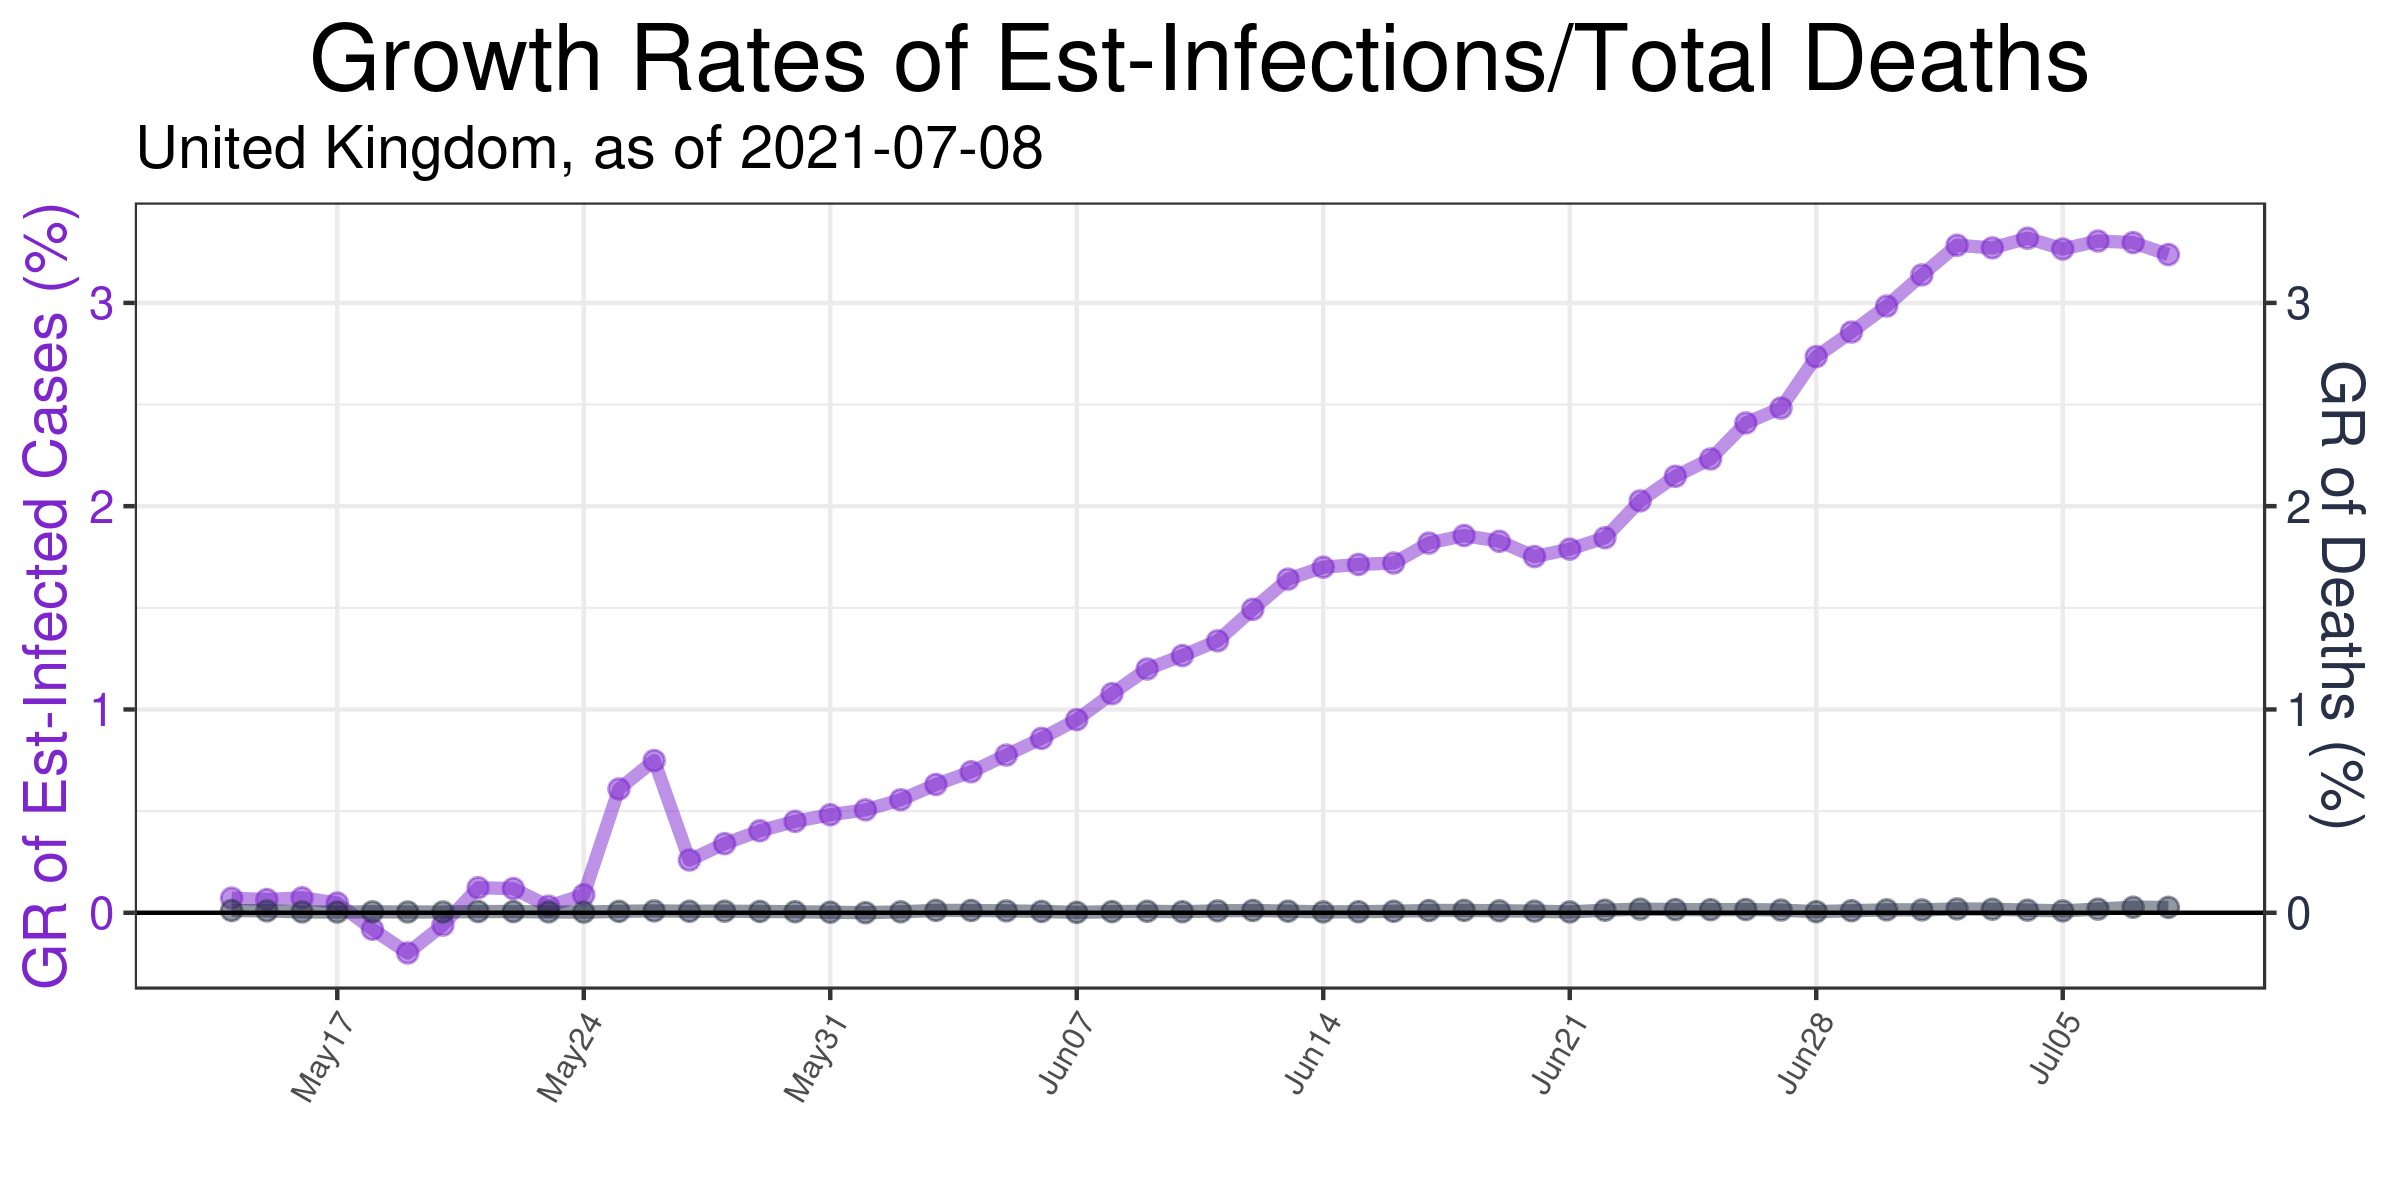 Growth Rates of Est-Infections/Total Deaths
United Kingdom, as of 2021-07-08
GR of Est-Infected Cases (%)
3
2
1
0
3
2
1
0
GR of Deaths (%)
May17
May24
May31
Jun07
Jun14
Jun21
Jun28
Jul05